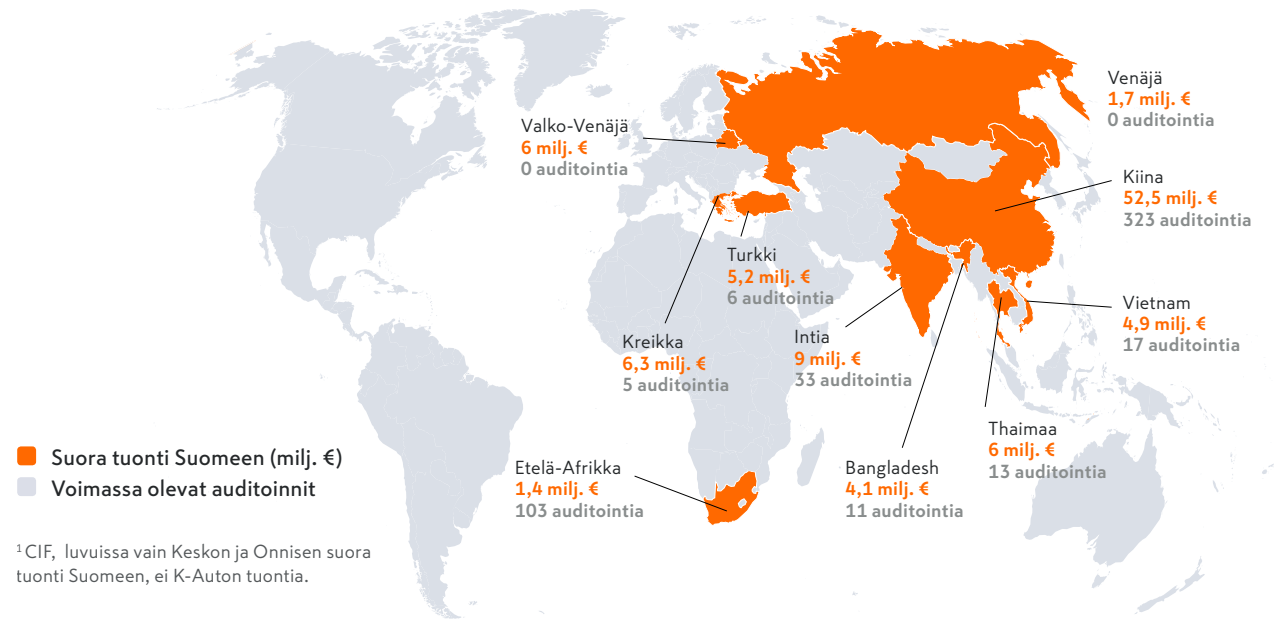 Venäjä
1,7 milj. €
0 auditointia
Valko-Venäjä
6 milj. €
0 auditointia
Kiina
52,5 milj. €
323 auditointia
Turkki
5,2 milj. €
6 auditointia
Vietnam
4,9 milj. €
17 auditointia
Kreikka
6,3 milj. €
5 auditointia
Intia
9 milj. €
33 auditointia
Thaimaa
6 milj. €
13 auditointia
Etelä-Afrikka
1,4 milj. €
103 auditointia
Bangladesh
4,1 milj. €
11 auditointia
Suora tuonti Suomeen (milj. €)
Voimassa olevat auditoinnit
¹ CIF, luvuissa vain Keskon ja Onnisen suora
tuonti Suomeen, ei K-Auton tuontia.